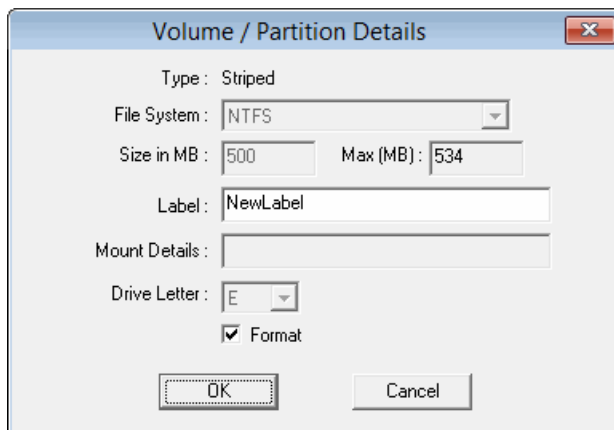 Volume / Partition Details
Type : Striped
File System : NTFS
Size in MB : 500 Max (MB) : 534
Label : NewLabel
Mount Details :
Drive Letter : E
Format
OK Cancel